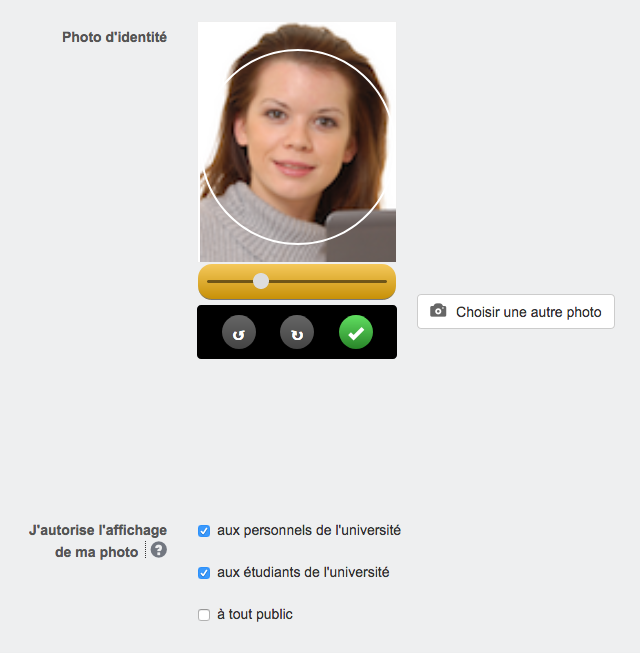 Photo d'identité
Choisir une autre photo
J'autorise l'affichage
de ma photo ?
aux personnels de l'université
aux étudiants de l'université
à tout public